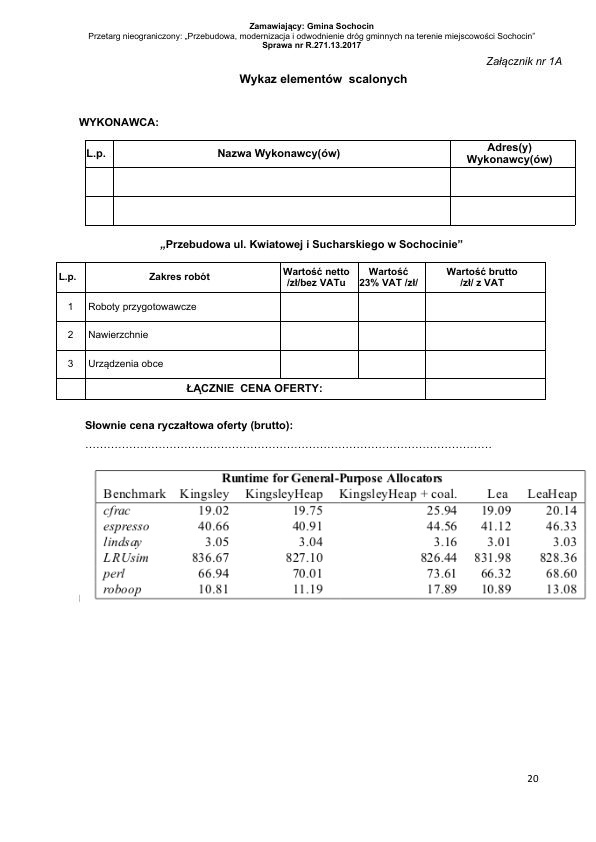 Zamawiający: Gmina Sochocin
Przetarg nieograniczony: „Przebudowa, modernizacja i odwodnienie dróg gminnych na terenie miejscowości Sochocin”
Sprawa nr R.271.13.2017
Załącznik nr 1A
Wykaz elementów scalonych
WYKONAWCA:
L.p. Nazwa Wykonawcy(ów) Adres(y) Wykonawcy(ów)
„Przebudowa ul. Kwiatowej i Sucharskiego w Sochocinie”
L.p. Zakres robót Wartość netto /zł/bez VATu Wartość 23% VAT /zł/ Wartość brutto /zł/ z VAT
1 Roboty przygotowawcze
2 Nawierzchnie
3 Urządzenia obce
ŁĄCZNIE CENA OFERTY:
Słownie cena ryczałtowa oferty (brutto):
…………………………………………………………………………………………………
Runtime for General-Purpose Allocators
Benchmark Kingsley KingsleyHeap KingsleyHeap + coal. Lea LeaHeap
cfrac 19.02 19.75 25.94 19.09 20.14
espresso 40.66 40.91 44.56 41.12 46.33
lindsay 3.05 3.04 3.16 3.01 3.03
LRUsim 836.67 827.10 826.44 831.98 828.36
perl 66.94 70.01 73.61 66.32 68.60
roboop 10.81 11.19 17.89 10.89 13.08
20